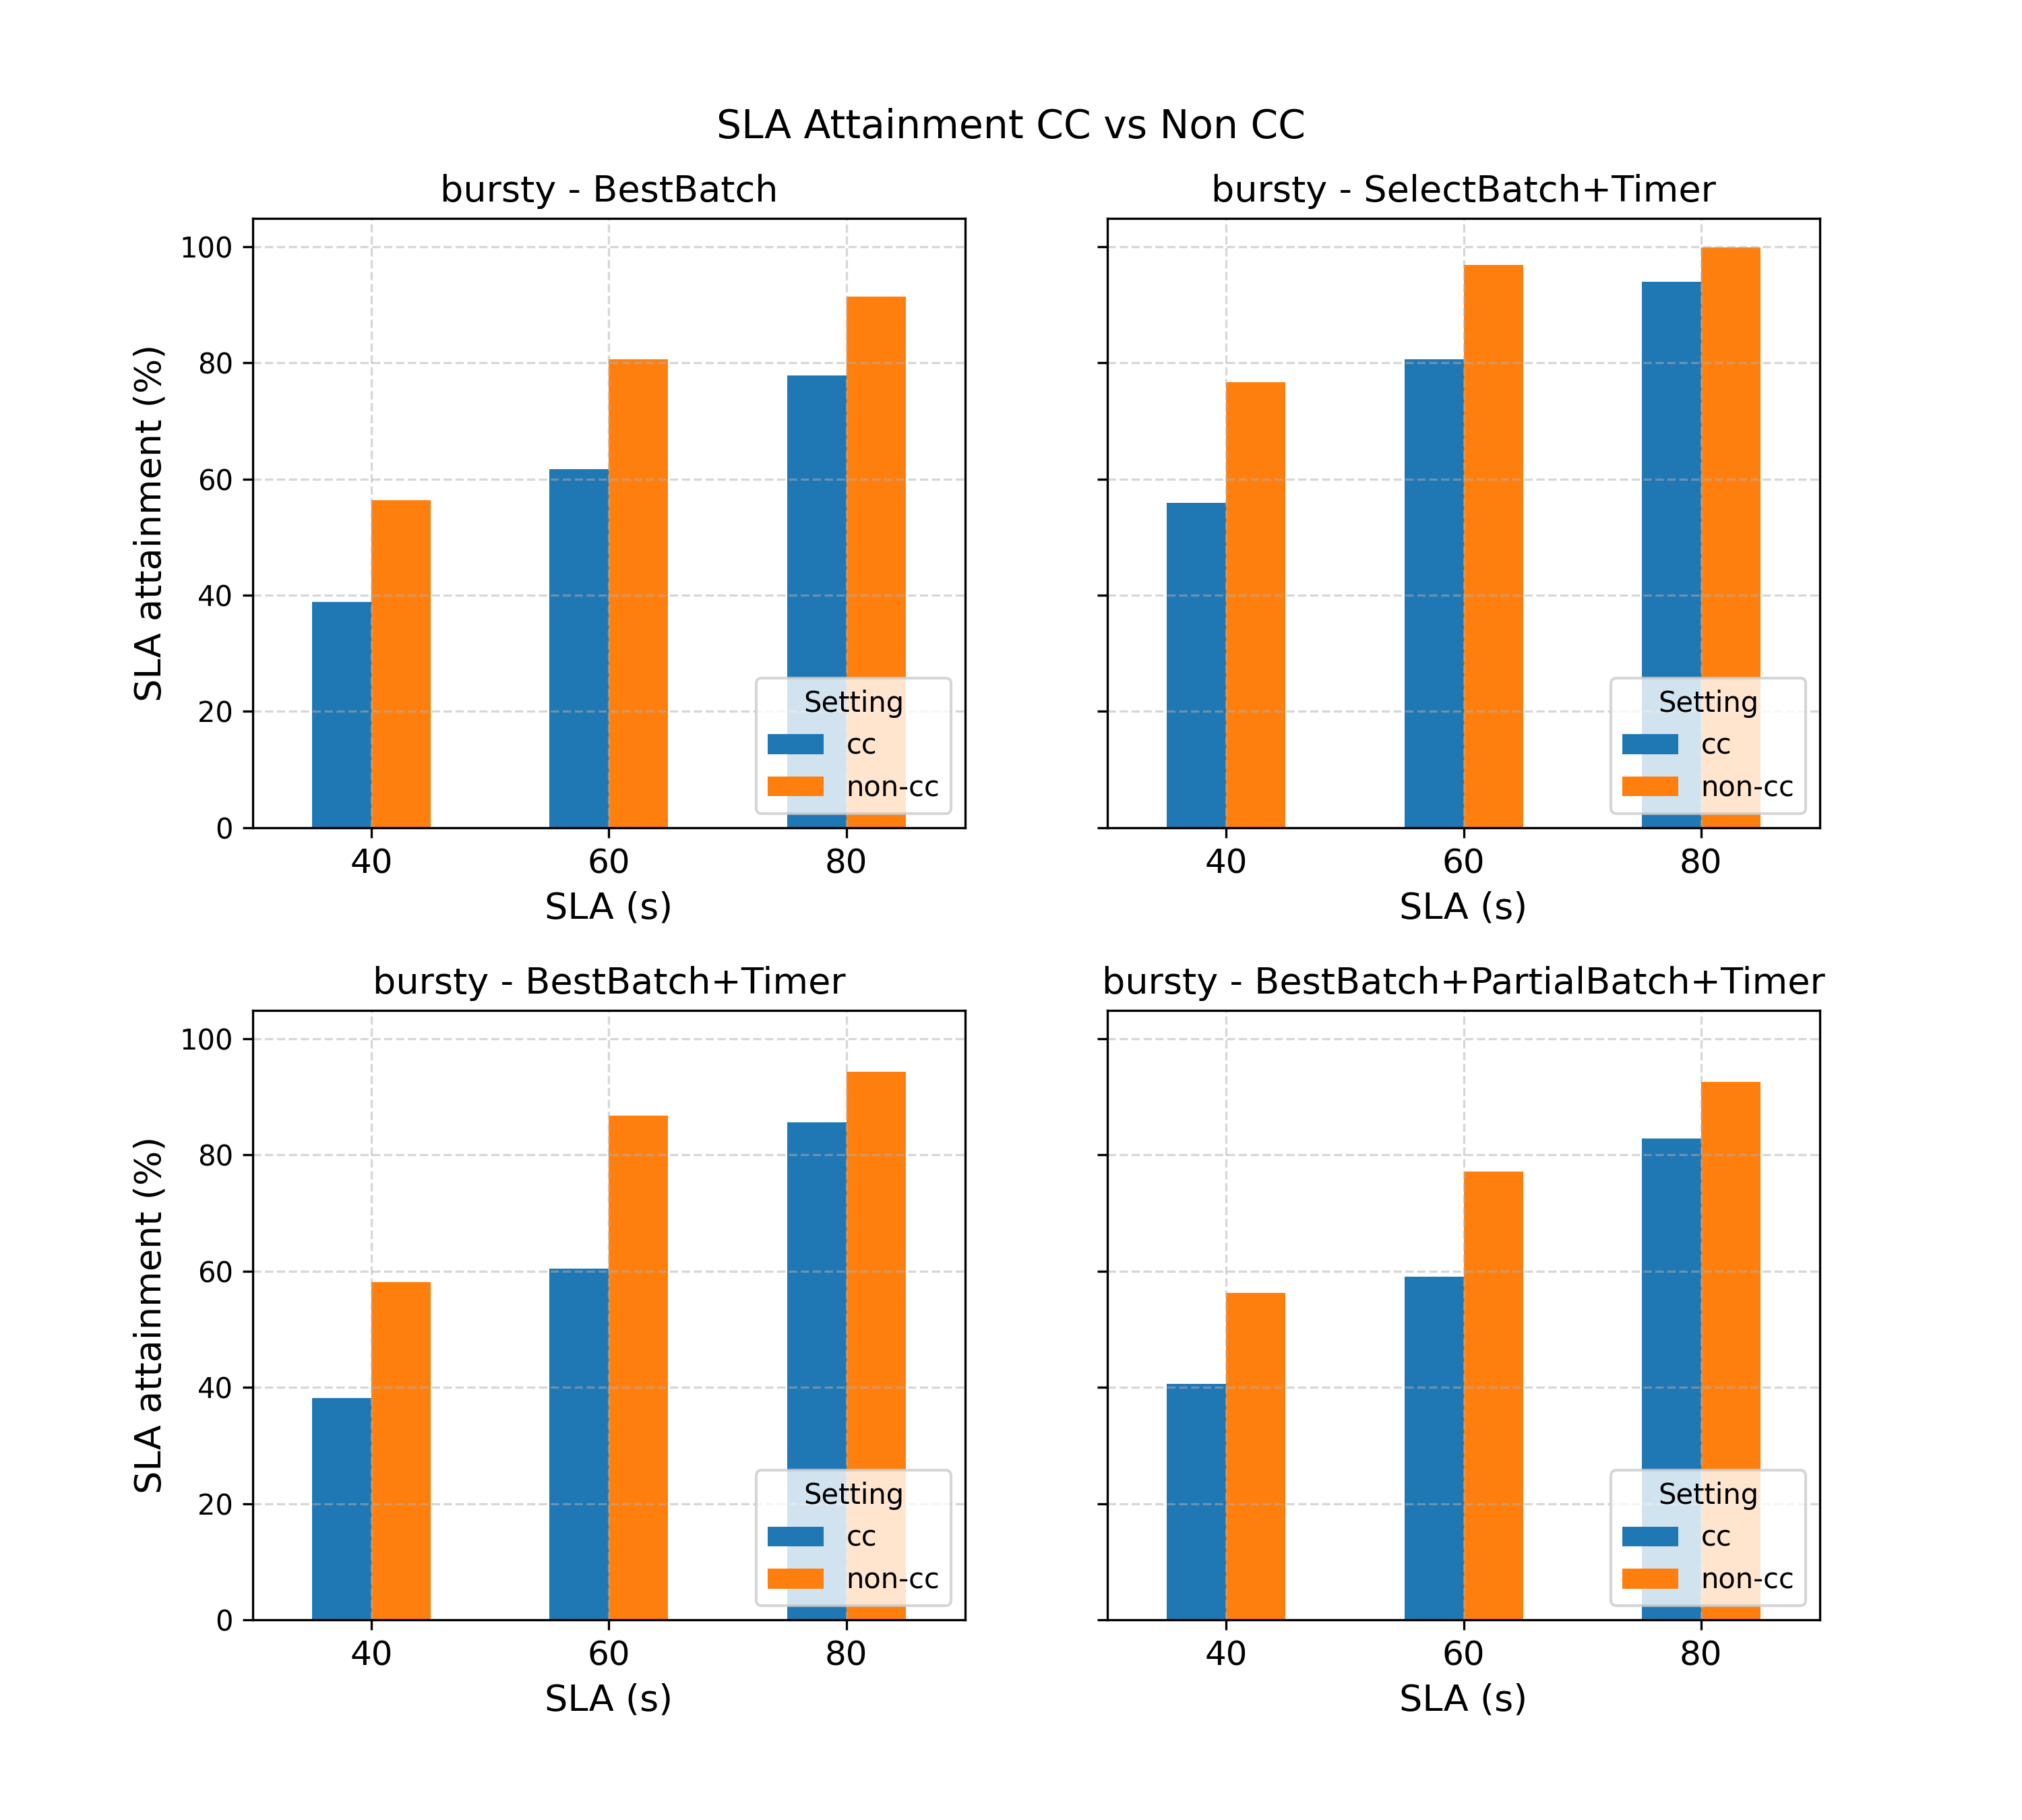 SLA Attainment CC vs Non CC
bursty - BestBatch
SLA attainment (%)
100
80
60
40
20
0
40 60 80
SLA (s)
Setting
cc
non-cc
bursty - SelectBatch+Timer
40 60 80
SLA (s)
Setting
cc
non-cc
bursty - BestBatch+Timer
SLA attainment (%)
100
80
60
40
20
0
40 60 80
SLA (s)
Setting
cc
non-cc
bursty - BestBatch+PartialBatch+Timer
40 60 80
SLA (s)
Setting
cc
non-cc